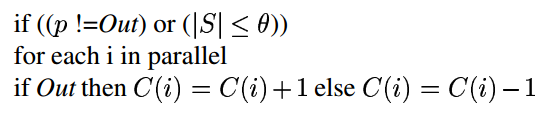 if ((p !=Out) or (|S| ≤ θ))
for each i in parallel
if Out then C(i) = C(i)+1 else C(i) = C(i)−1